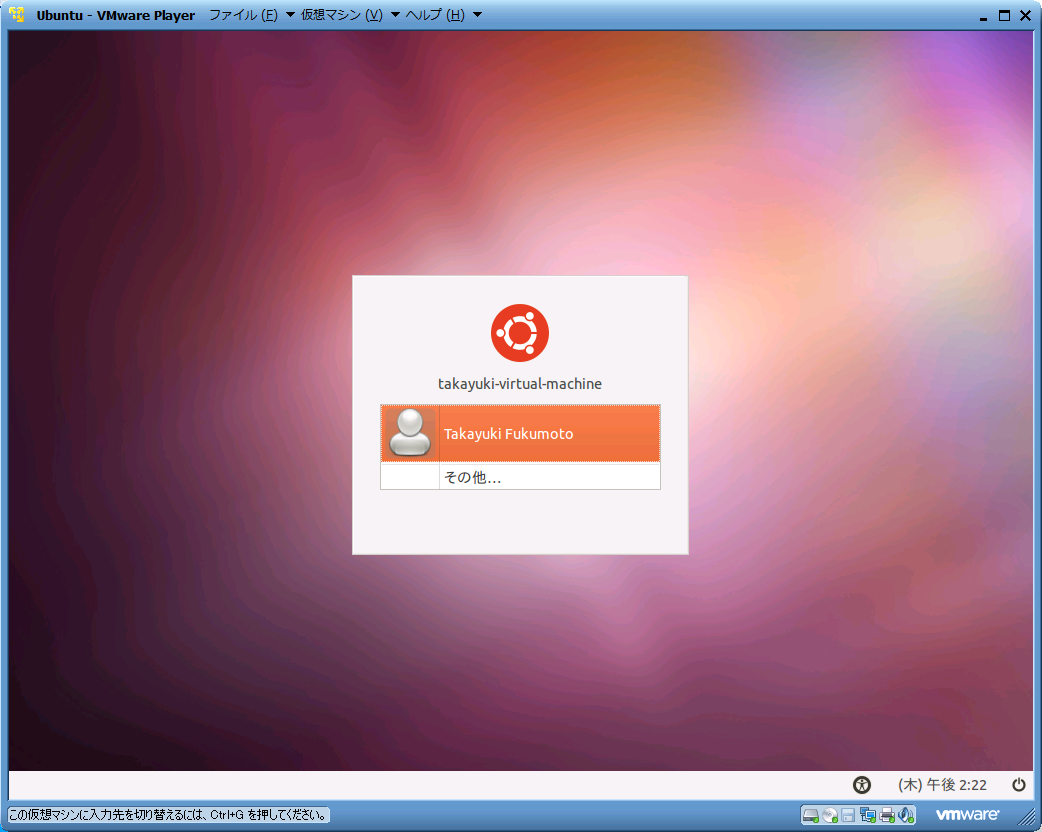 Ubuntu - VMware Player ファイル (F) 仮想マシン (V) ヘルプ (H)
takayuki-virtual-machine
Takayuki Fukumoto
その他...
(木) 午後 2:22
この仮想マシンに入力先を切り替えるには、Ctrl+G を押してください。
vmware